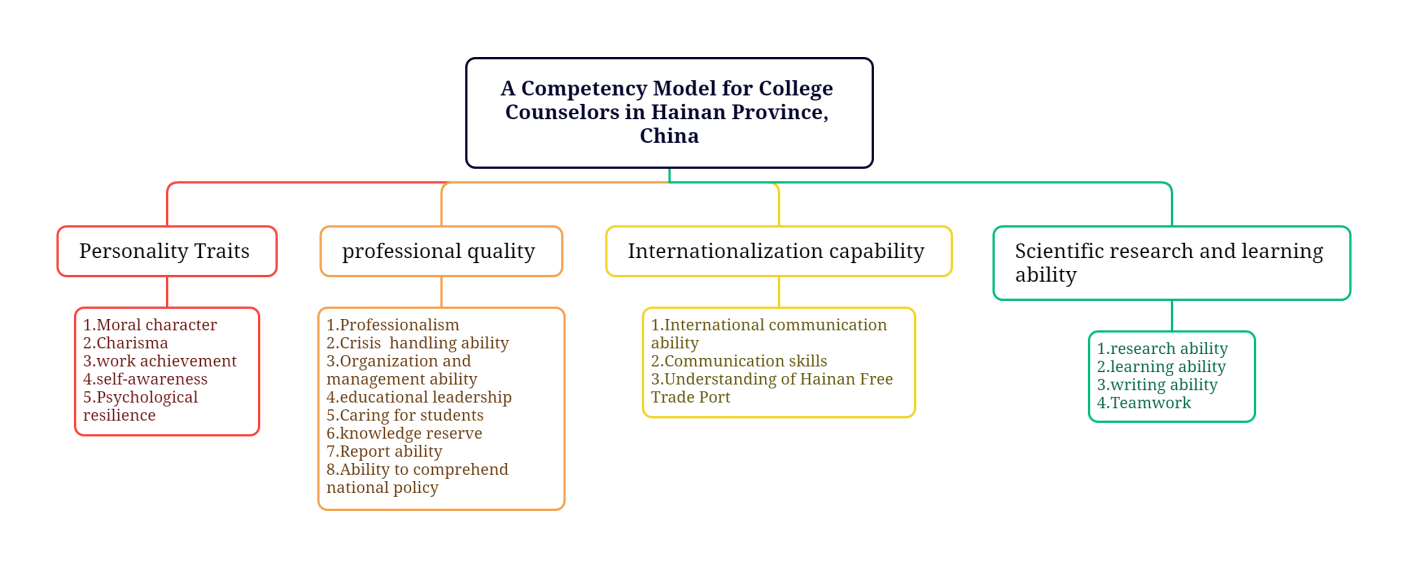 A Competency Model for College
Counselors in Hainan Province,
China
Personality Traits
professional quality
Internationalization capability
Scientific research and learning
ability
1.Moral character
2.Charisma
3.work achievement
4.self-awareness
5.Psychological
resilience
1.Professionalism
2.Crisis  handling ability
3.Organization and
management ability
4.educational leadership
5.Caring for students
6.knowledge reserve
7.Report ability
8.Ability to comprehend
national policy
1.International communication
ability
2.Communication skills
3.Understanding of Hainan Free
Trade Port
1.research ability
2.learning ability
3.writing ability
4.Teamwork